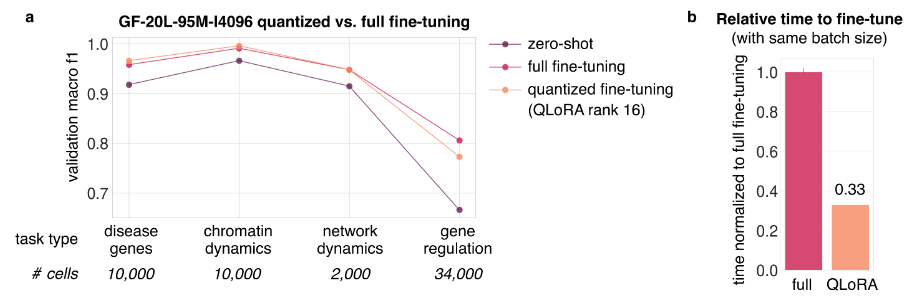 a
GF-20L-95M-I4096 quantized vs. full fine-tuning
validation macro f1
1.0
0.9
0.8
0.7
zero-shot
full fine-tuning
quantized fine-tuning
(QLoRA rank 16)
task type
disease
genes
chromatin
dynamics
network
dynamics
gene
regulation
# cells
10,000
10,000
2,000
34,000
b
Relative time to fine-tune
(with same batch size)
time normalized to full fine-tuning
1.0
0.8
0.6
0.4
0.2
0.0
0.33
full
QLoRA